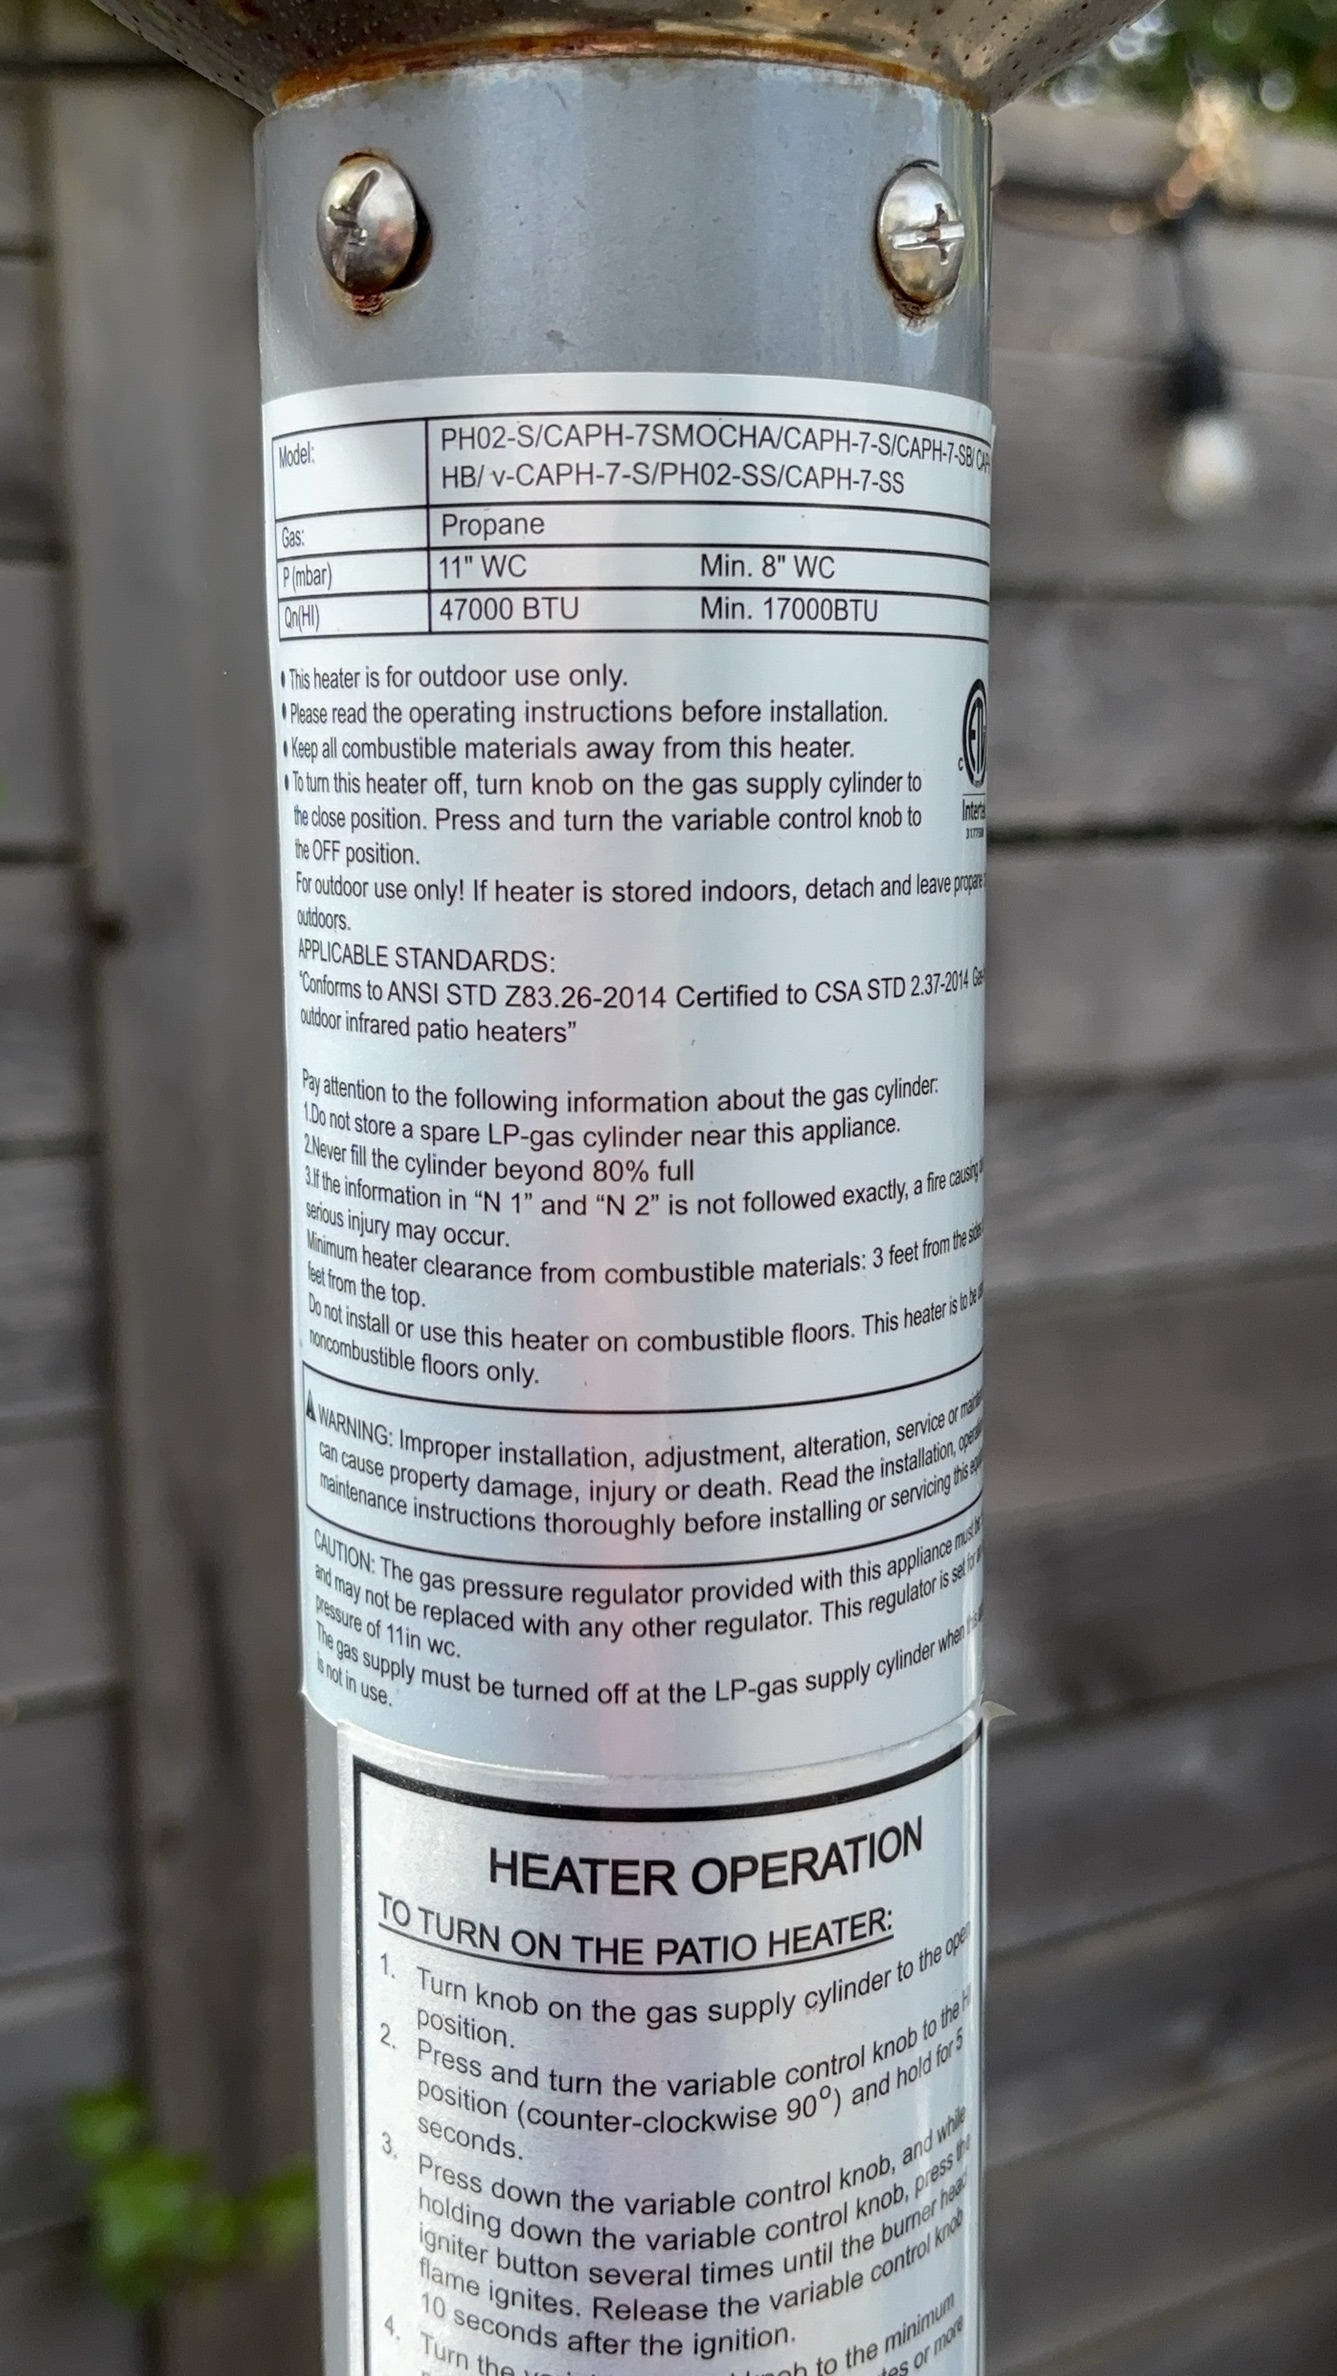 Model: PH02-S/CAPH-7SMOCHA/CAPH-7-S/CAPH-7-SB/
HB/ v-CAPH-7-S/PH02-SS/CAPH-7-SS
Gas: Propane
P (mbar) 11" WC Min. 8" WC
Qn(HI) 47000 BTU Min. 17000BTU
• This heater is for outdoor use only.
• Please read the operating instructions before installation.
• Keep all combustible materials away from this heater.
• To turn this heater off, turn knob on the gas supply cylinder to
the close position. Press and turn the variable control knob to
the OFF position.
C
Intertek
For outdoor use only! If heater is stored indoors, detach and leave propane
outdoors.
APPLICABLE STANDARDS:
"Conforms to ANSI STD Z83.26-2014 Certified to CSA STD 2.37-2014
outdoor infrared patio heaters"
Pay attention to the following information about the gas cylinder:
1.Do not store a spare LP-gas cylinder near this appliance.
2.Never fill the cylinder beyond 80% full
3.If the information in “N 1” and “N 2” is not followed exactly, a fire causing
serious injury may occur.
Minimum heater clearance from combustible materials: 3 feet from the sides
feet from the top.
Do not install or use this heater on combustible floors. This heater is to be
noncombustible floors only.
WARNING: Improper installation, adjustment, alteration, service or
can cause property damage, injury or death. Read the installation,
maintenance instructions thoroughly before installing or servicing this
CAUTION: The gas pressure regulator provided with this appliance must be
and may not be replaced with any other regulator. This regulator is set for
pressure of 11in wc.
The gas supply must be turned off at the LP-gas supply cylinder when
is not in use.
HEATER OPERATION
TO TURN ON THE PATIO HEATER:
1. Turn knob on the gas supply cylinder to the open
position.
2. Press and turn the variable control knob to the HI
position (counter-clockwise 90°) and hold for 5
seconds.
3. Press down the variable control knob, and while
holding down the variable control knob, press the
igniter button several times until the burner head
flame ignites. Release the variable control knob
10 seconds after the ignition.
4. Turn the to the minimum
or more